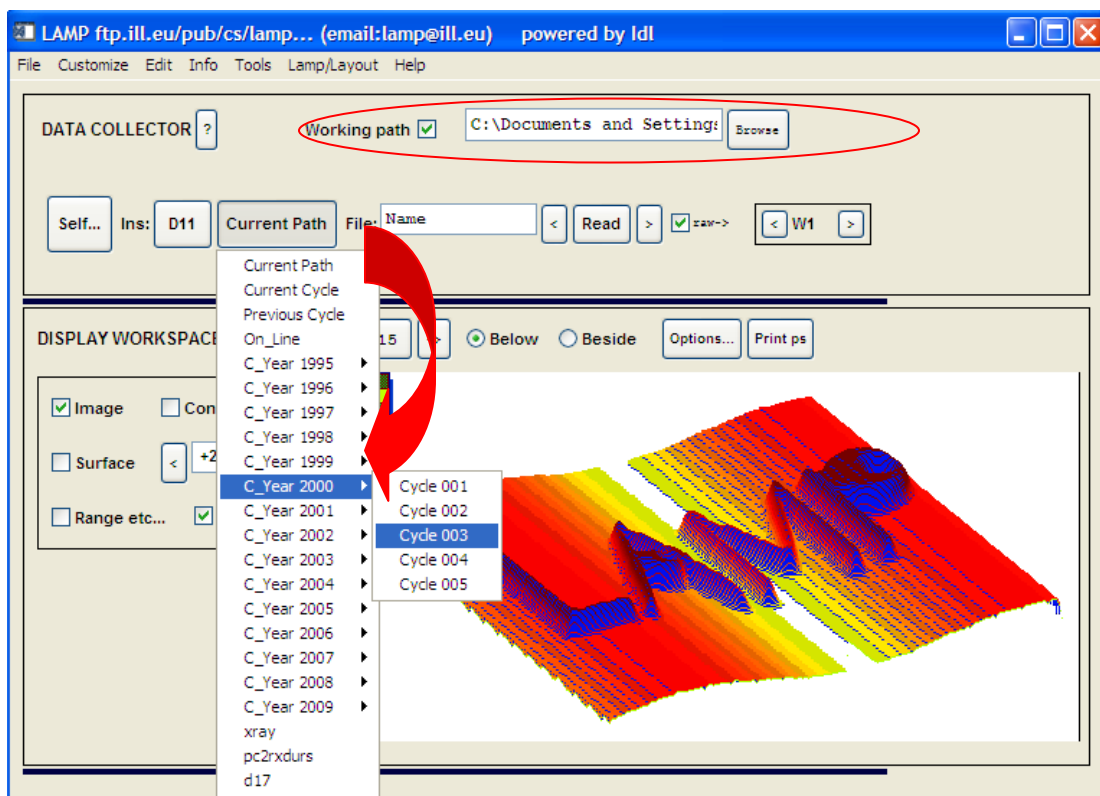 LAMP ftp.ill.eu/pub/cs/lamp... (email:lamp@ill.eu) powered by Idl
File Customize Edit Info Tools Lamp/Layout Help
DATA COLLECTOR ? Working path C:\Documents and Setting: Browse
Self... Ins: D11 Current Path File: Name < Read > raw-> < W1 >
Current Path
Current Cycle
Previous Cycle
On_Line
C_Year 1995
C_Year 1996
C_Year 1997
C_Year 1998
C_Year 1999
C_Year 2000
C_Year 2001
C_Year 2002
C_Year 2003
C_Year 2004
C_Year 2005
C_Year 2006
C_Year 2007
C_Year 2008
C_Year 2009
xray
pc2rxdurs
d17
Cycle 001
Cycle 002
Cycle 003
Cycle 004
Cycle 005
DISPLAY WORKSPACE 15 > Below Beside Options... Print ps
Image Con
Surface < +2
Range etc...
LAMP